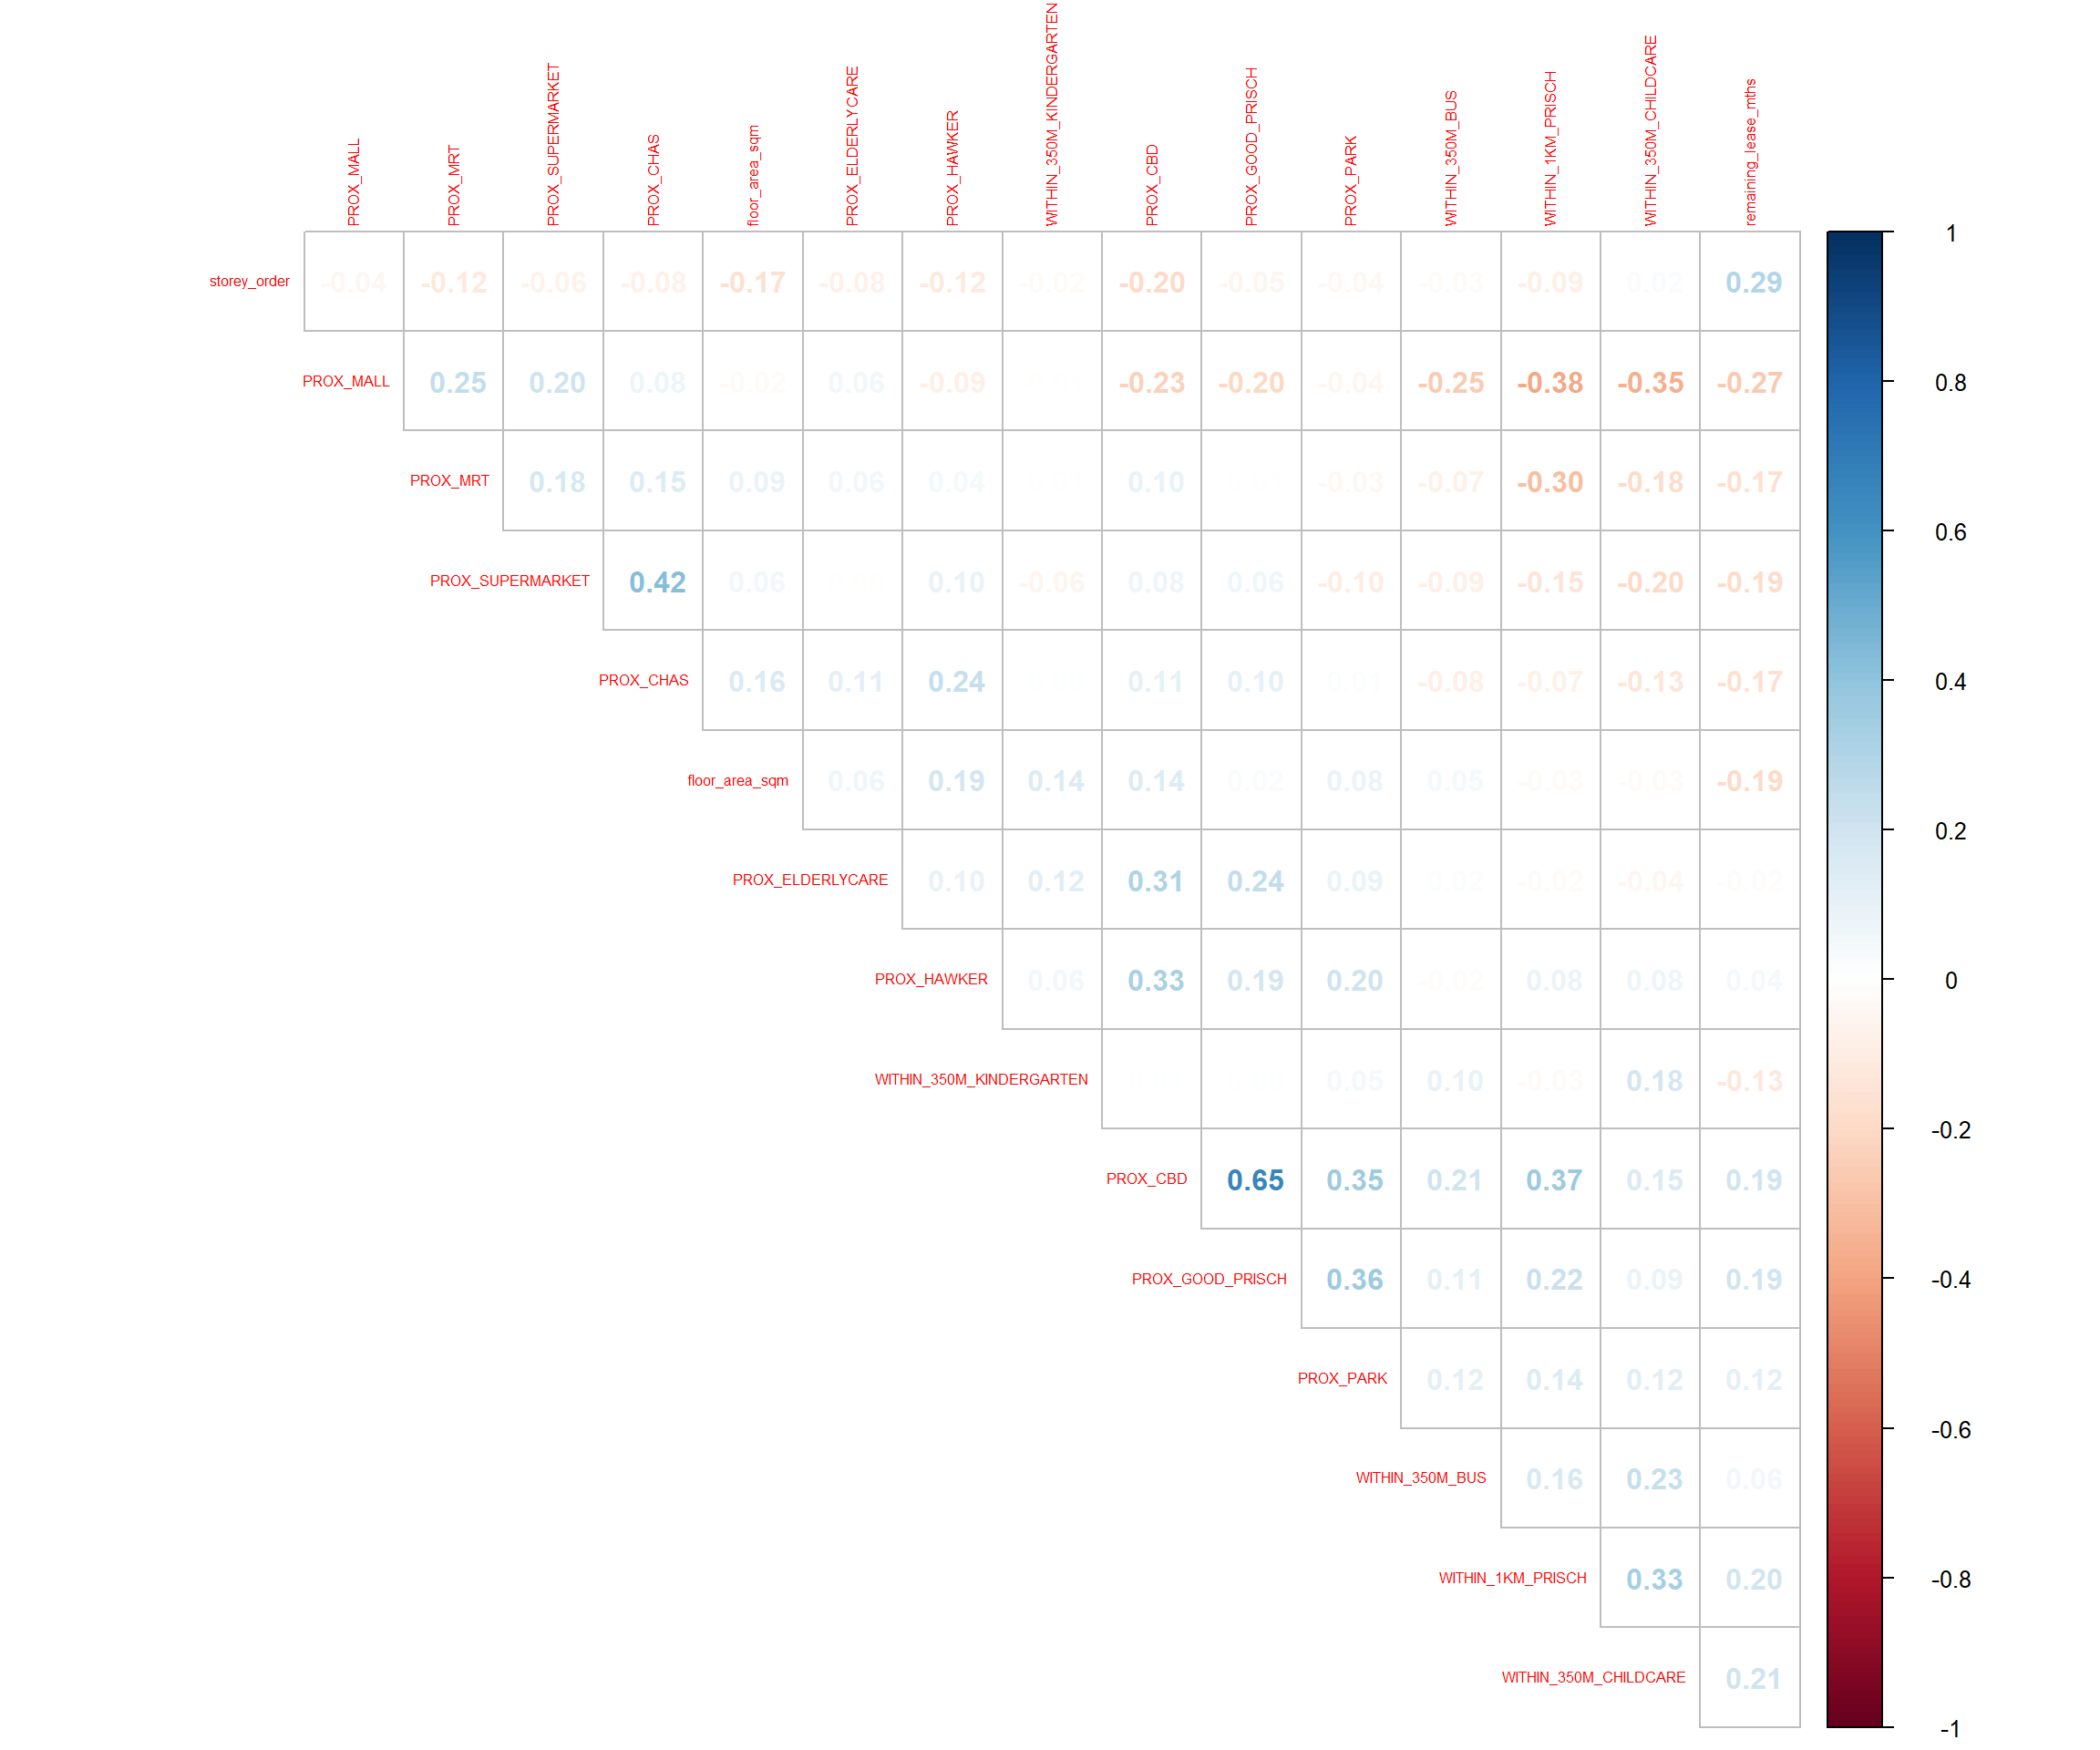 PROX_MALL
PROX_MRT
PROX_SUPERMARKET
PROX_CHAS
floor_area_sqm
PROX_ELDERLYCARE
PROX_HAWKER
WITHIN_350M_KINDERGARTEN
PROX_CBD
PROX_GOOD_PRISCH
PROX_PARK
WITHIN_350M_BUS
WITHIN_1KM_PRISCH
WITHIN_350M_CHILDCARE
remaining_lease_mths
storey_order -0.04 -0.12 -0.06 -0.08 -0.17 -0.08 -0.12 -0.02 -0.20 -0.05 -0.04 -0.03 -0.09 0.02 0.29
PROX_MALL 0.25 0.20 0.08 -0.02 0.06 -0.09 -0.23 -0.20 -0.04 -0.25 -0.38 -0.35 -0.27
PROX_MRT 0.18 0.15 0.09 0.06 0.04 0.10 -0.03 -0.07 -0.30 -0.18 -0.17
PROX_SUPERMARKET 0.42 0.06 0.10 -0.06 0.08 0.06 -0.10 -0.09 -0.15 -0.20 -0.19
PROX_CHAS 0.16 0.11 0.24 0.11 0.10 -0.08 -0.07 -0.13 -0.17
floor_area_sqm 0.06 0.19 0.14 0.14 0.02 0.08 0.05 -0.03 -0.03 -0.19
PROX_ELDERLYCARE 0.10 0.12 0.31 0.24 0.09 0.02 -0.02 -0.04 -0.02
PROX_HAWKER 0.06 0.33 0.19 0.20 -0.02 0.08 0.08 0.04
WITHIN_350M_KINDERGARTEN 0.05 0.10 -0.03 0.18 -0.13
PROX_CBD 0.65 0.35 0.21 0.37 0.15 0.19
PROX_GOOD_PRISCH 0.36 0.11 0.22 0.09 0.19
PROX_PARK 0.12 0.14 0.12 0.12
WITHIN_350M_BUS 0.16 0.23 0.06
WITHIN_1KM_PRISCH 0.33 0.20
WITHIN_350M_CHILDCARE 0.21
1
0.8
0.6
0.4
0.2
0
-0.2
-0.4
-0.6
-0.8
-1